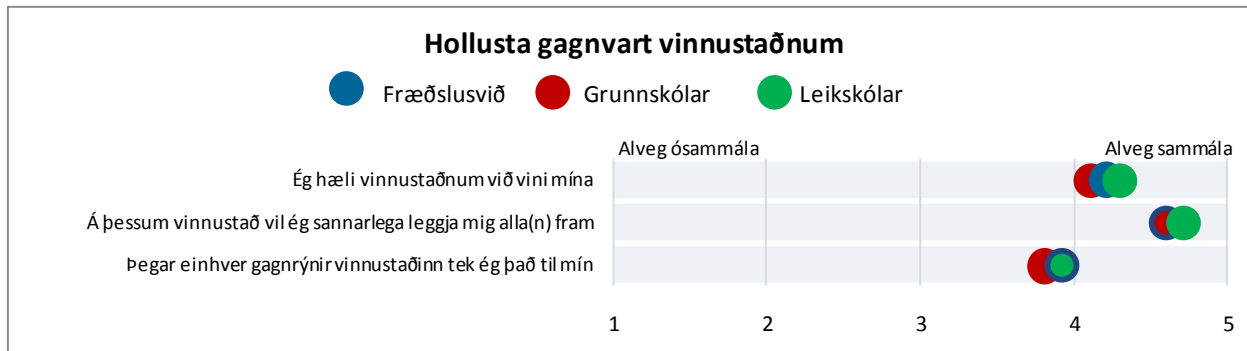 Hollusta gagnvart vinnustaðnum
Fræðslusvið Grunnskólar Leikskólar
Alveg ósammála Alveg sammála
Ég hæli vinnustaðnum við vini mína
Á þessum vinnustað vil ég sannarlega leggja mig alla(n) fram
Þegar einhver gagnrýnir vinnustaðinn tek ég það til mín
1 2 3 4 5